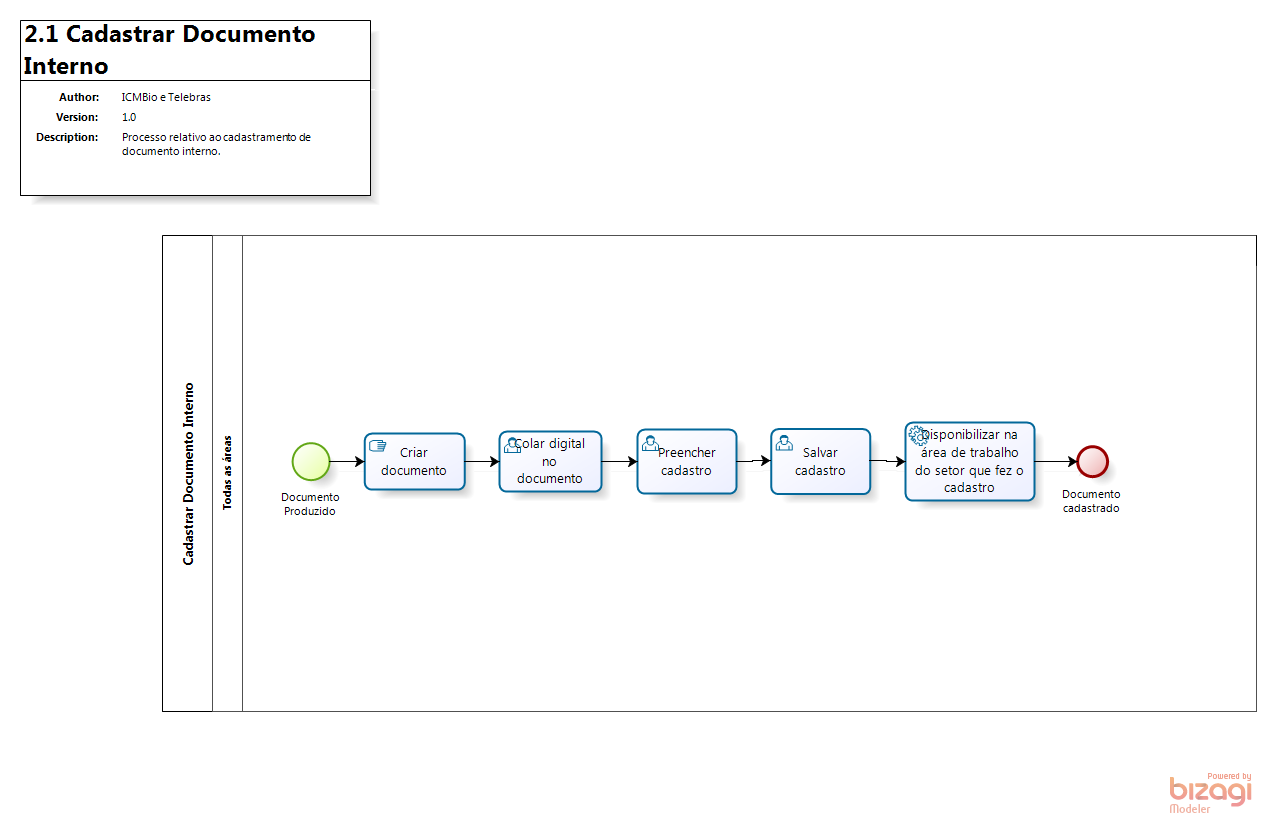 2.1 Cadastrar Documento
Interno
Author: ICMBio e Telebras
Version: 1.0
Description: Processo relativo ao cadastramento de
documento interno.
Cadastrar Documento Interno
Todas as áreas
Documento
Produzido
Criar
documento
Colar digital
no
documento
Preencher
cadastro
Salvar
cadastro
Disponibilizar na
área de trabalho
do setor que fez o
cadastro
Documento
cadastrado
Powered by
bizagi
Modeler